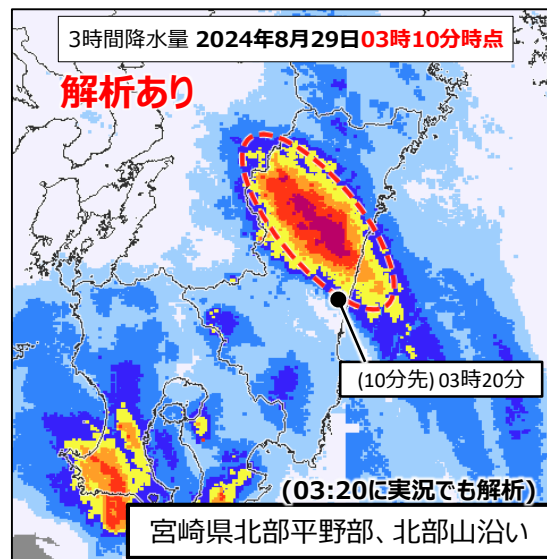 3時間降水量 2024年8月29日03時10分時点
解析あり
(10分先) 03時20分
(03:20に実況でも解析)
宮崎県北部平野部、北部山沿い